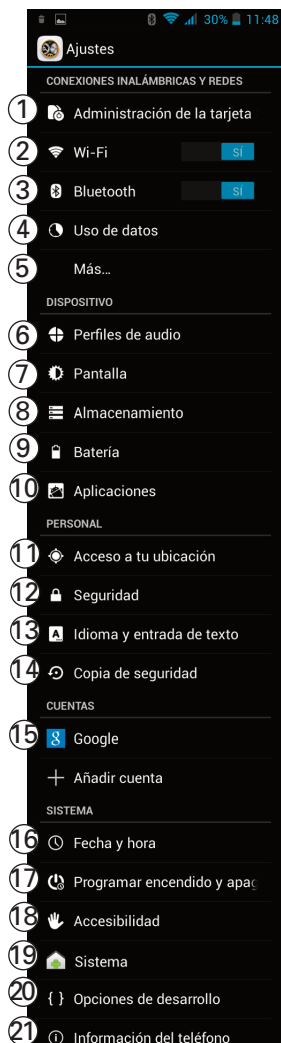 30% 11:48
Ajustes
CONEXIONES INALÁMBRICAS Y REDES
1 Administración de la tarjeta
2 Wi-Fi SÍ
3 Bluetooth SÍ
4 Uso de datos
5 Más...
DISPOSITIVO
6 Perfiles de audio
7 Pantalla
8 Almacenamiento
9 Batería
10 Aplicaciones
PERSONAL
11 Acceso a tu ubicación
12 Seguridad
13 A Idioma y entrada de texto
14 Copia de seguridad
CUENTAS
15 8 Google
Añadir cuenta
SISTEMA
16 Fecha y hora
17 Programar encendido y apag
18 Accesibilidad
19 Sistema
20 { } Opciones de desarrollo
21 Información del teléfono